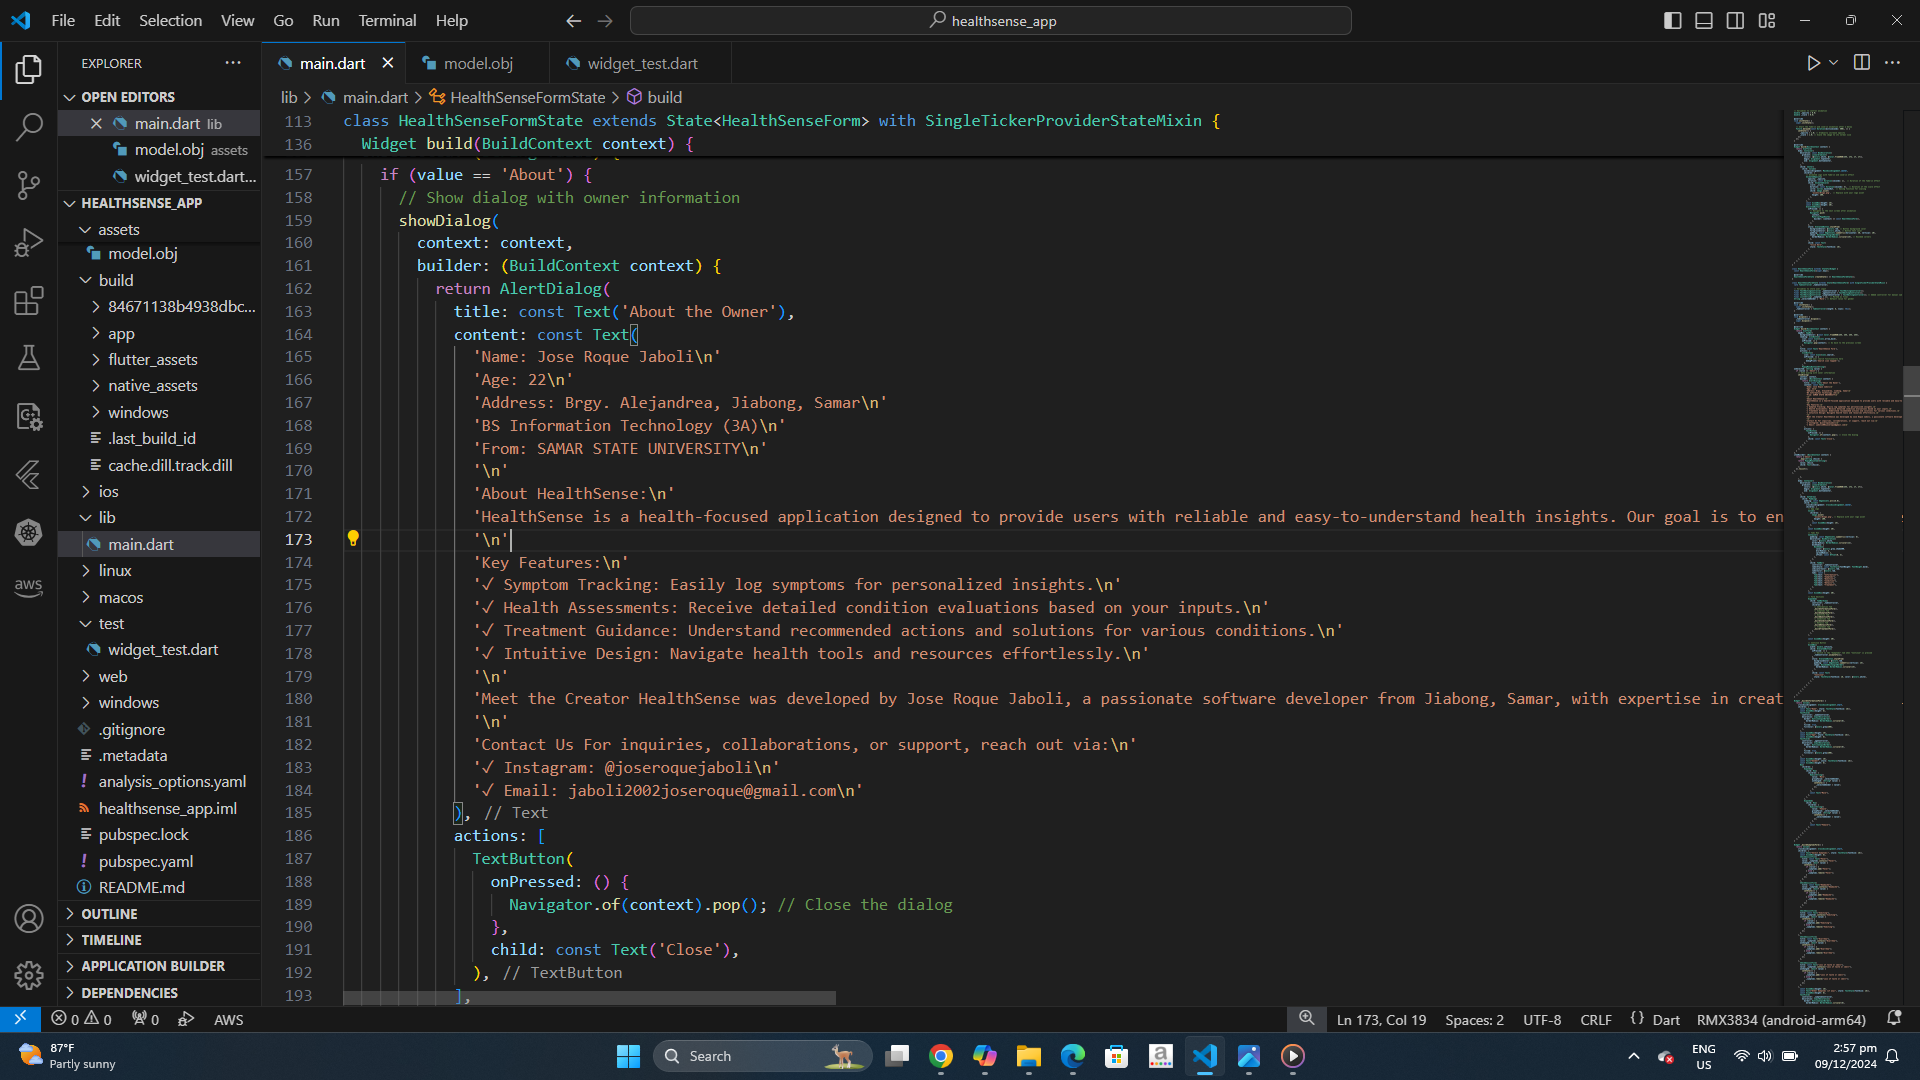 File Edit Selection View Go Run Terminal Help
healthsense_app
EXPLORER
main.dart
model.obj
widget_test.dart
OPEN EDITORS
main.dart lib
model.obj assets
widget_test.dart...
HEALTHSENSE_APP
assets
model.obj
build
84671138b4938dbc...
app
flutter_assets
native_assets
windows
.last_build_id
cache.dill.track.dill
ios
lib
main.dart
linux
macos
test
widget_test.dart
web
windows
.gitignore
.metadata
analysis_options.yaml
healthsense_app.iml
pubspec.lock
pubspec.yaml
README.md
OUTLINE
TIMELINE
APPLICATION BUILDER
DEPENDENCIES
aws
lib > main.dart > HealthSenseFormState > build
113 class HealthSenseFormState extends State<HealthSenseForm> with SingleTickerProviderStateMixin {
136 Widget build(BuildContext context) {
157 if (value == 'About') {
158 // Show dialog with owner information
159 showDialog(
160 context: context,
161 builder: (BuildContext context) {
162 return AlertDialog(
163 title: const Text('About the Owner'),
164 content: const Text(
165 'Name: Jose Roque Jaboli\n'
166 'Age: 22\n'
167 'Address: Brgy. Alejandrea, Jiabong, Samar\n'
168 'BS Information Technology (3A)\n'
169 'From: SAMAR STATE UNIVERSITY\n'
170 '\n'
171 'About HealthSense:\n'
172 'HealthSense is a health-focused application designed to provide users with reliable and easy-to-understand health insights. Our goal is to en
173 '\n'
174 'Key Features:\n'
175 '✓ Symptom Tracking: Easily log symptoms for personalized insights.\n'
176 '✓ Health Assessments: Receive detailed condition evaluations based on your inputs.\n'
177 '✓ Treatment Guidance: Understand recommended actions and solutions for various conditions.\n'
178 '✓ Intuitive Design: Navigate health tools and resources effortlessly.\n'
179 '\n'
180 'Meet the Creator HealthSense was developed by Jose Roque Jaboli, a passionate software developer from Jiabong, Samar, with expertise in creat
181 '\n'
182 'Contact Us For inquiries, collaborations, or support, reach out via:\n'
183 '✓ Instagram: @joseroquejaboli\n'
184 '✓ Email: jaboli2002joseroque@gmail.com\n'
185 ), // Text
186 actions: [
187 TextButton(
188 onPressed: () {
189 Navigator.of(context).pop(); // Close the dialog
190 },
191 child: const Text('Close'),
192 ), // TextButton
193 ],
0 0 0 AWS
Ln 173, Col 19 Spaces: 2 UTF-8 CRLF {} Dart RMX3834 (android-arm64)
87°F
Partly sunny
Search
ENG
US
2:57 pm
09/12/2024